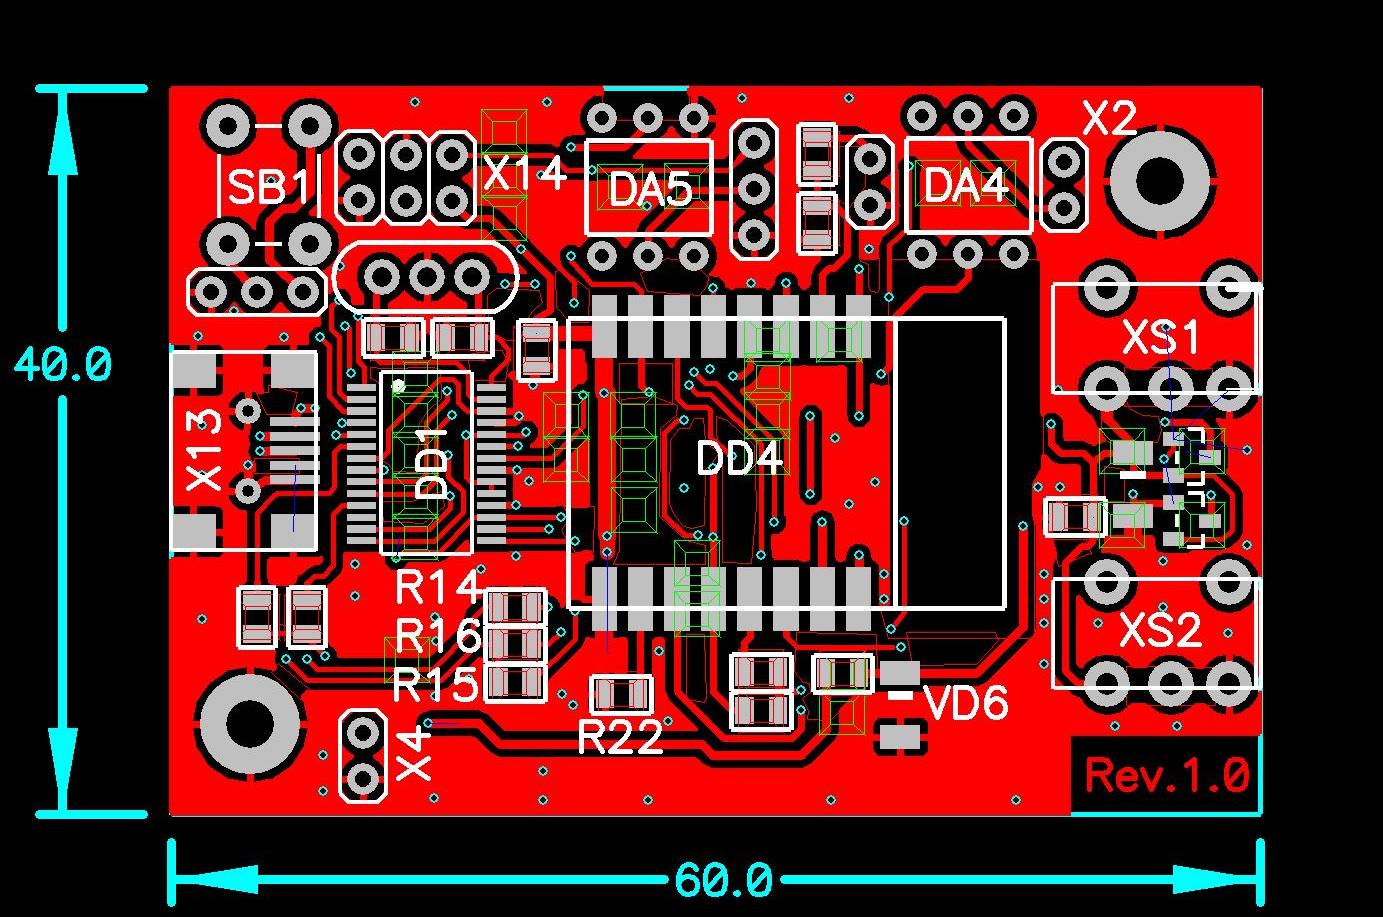 X2
SB1
X14
DA5
DA4
XS1
40.0
X13
DD1
DD4
R14
R16
XS2
R15
VD6
R22
X4
Rev.1.0
60.0